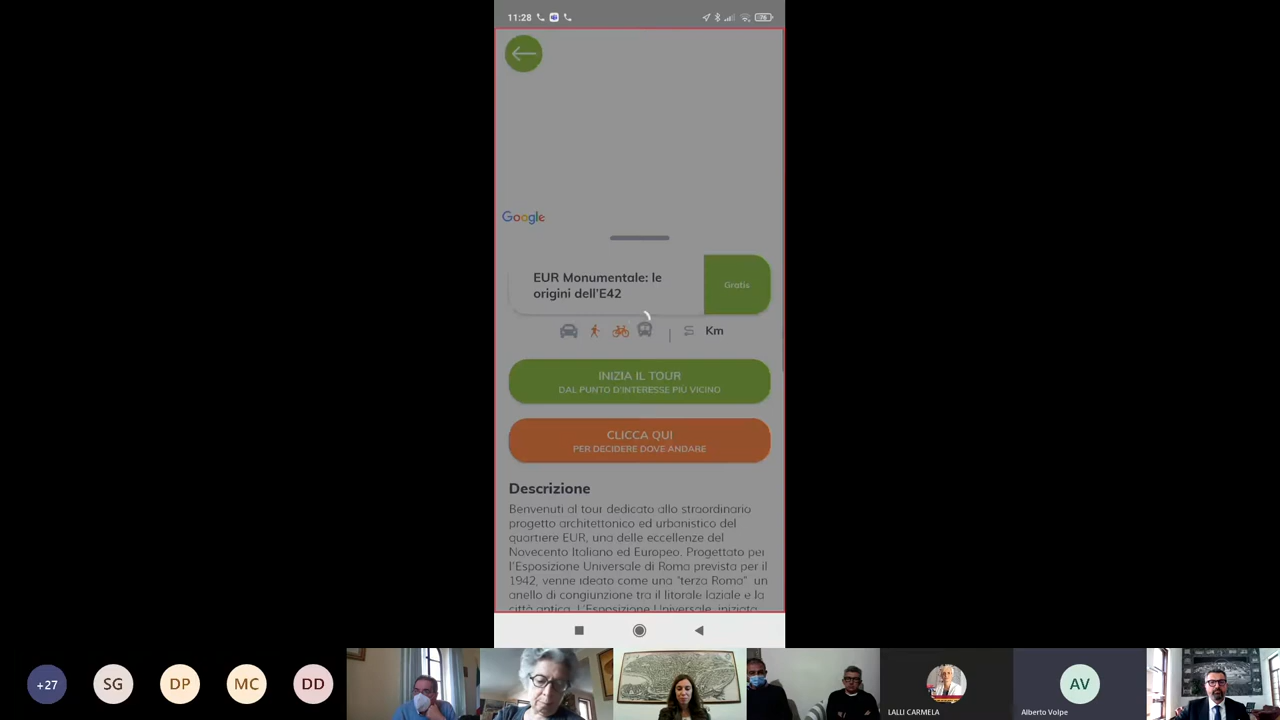 11:28
76
Google
EUR Monumentale: le
origini dell'E42
Gratis
Km
INIZIA IL TOUR
DAL PUNTO D'INTERESSE PIÙ VICINO
CLICCA QUI
PER DECIDERE DOVE ANDARE
Descrizione
Benvenuti al tour dedicato allo straordinario
progetto architettonico ed urbanistico del
quartiere EUR, una delle eccellenze del
Novecento Italiano ed Europeo. Progettato per
l'Esposizione Universale di Roma prevista per il
1942, venne ideato come una "terza Roma" un
anello di congiunzione tra il litorale laziale e la
città antica. L'Esposizione Universale, iniziata
+27
SG
DP
MC
DD
LALLI CARMELA
AV
Alberto Volpe